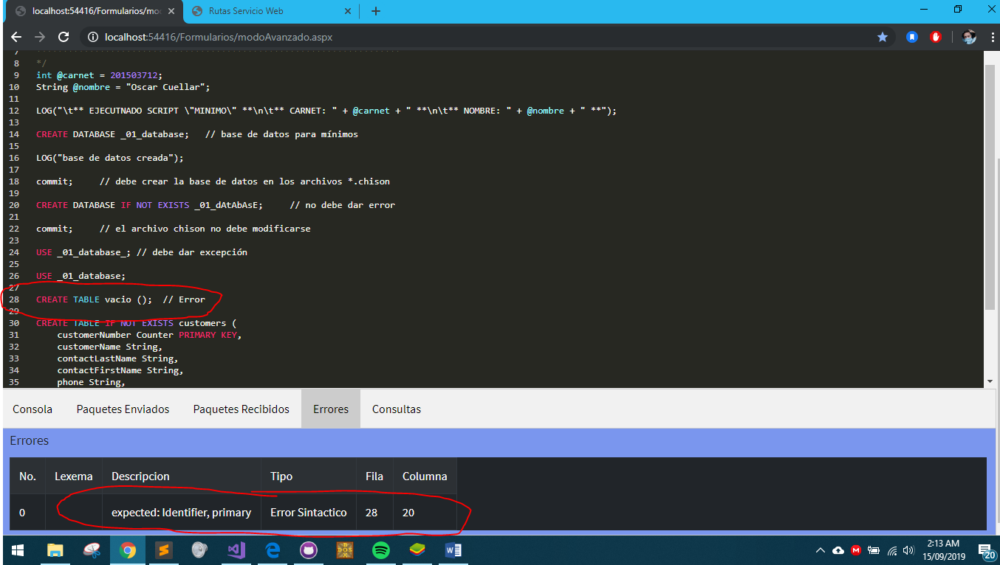 localhost:54416/Formularios/mo
Rutas Servicio Web
localhost:54416/Formularios/modoAvanzado.aspx
7
8 */
9 int @carnet = 201503712;
10 String @nombre = "Oscar Cuellar";
11
12 LOG("\t** EJECUTNADO SCRIPT \"MINIMO\" **\n\t** CARNET: " + @carnet + " **\n\t** NOMBRE: " + @nombre + " **");
13
14 CREATE DATABASE _01_database; // base de datos para mínimos
15
16 LOG("base de datos creada");
17
18 commit; // debe crear la base de datos en los archivos *.chison
19
20 CREATE DATABASE IF NOT EXISTS _01_dAtAbAsE; // no debe dar error
21
22 commit; // el archivo chison no debe modificarse
23
24 USE _01_database_; // debe dar excepción
25
26 USE _01_database;
27
28 CREATE TABLE vacio (); // Error
29
30 CREATE TABLE IF NOT EXISTS customers (
31 customerNumber Counter PRIMARY KEY,
32 customerName String,
33 contactLastName String,
34 contactFirstName String,
35 phone String,
Consola Paquetes Enviados Paquetes Recibidos Errores Consultas
Errores
No. Lexema Descripcion Tipo Fila Columna
0 expected: Identifier, primary Error Sintactico 28 20
2:13 AM
15/09/2019
20